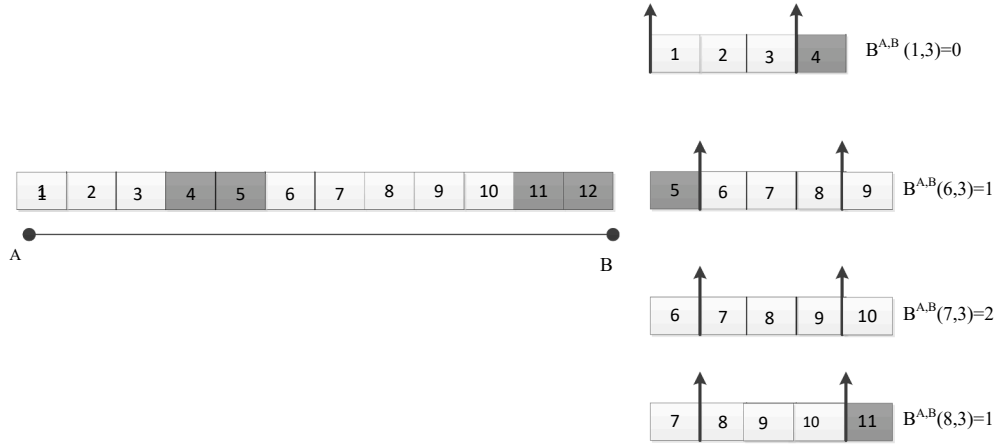 1 2 3 4 B^{A,B} (1,3)=0
1 2 3 4 5 6 7 8 9 10 11 12
5 6 7 8 9 B^{A,B}(6,3)=1
A
B
6 7 8 9 10 B^{A,B}(7,3)=2
7 8 9 10 11 B^{A,B}(8,3)=1